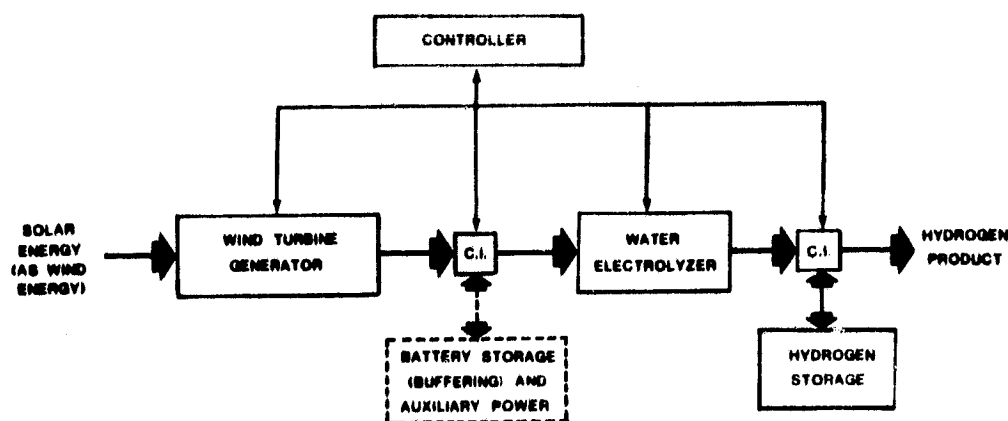 CONTROLLER
SOLAR
ENERGY
(AS WIND
ENERGY)
WIND TURBINE
GENERATOR
C.I.
WATER
ELECTROLYZER
C.I.
HYDROGEN
PRODUCT
BATTERY STORAGE
(BUFFERING) AND
AUXILIARY POWER
HYDROGEN
STORAGE